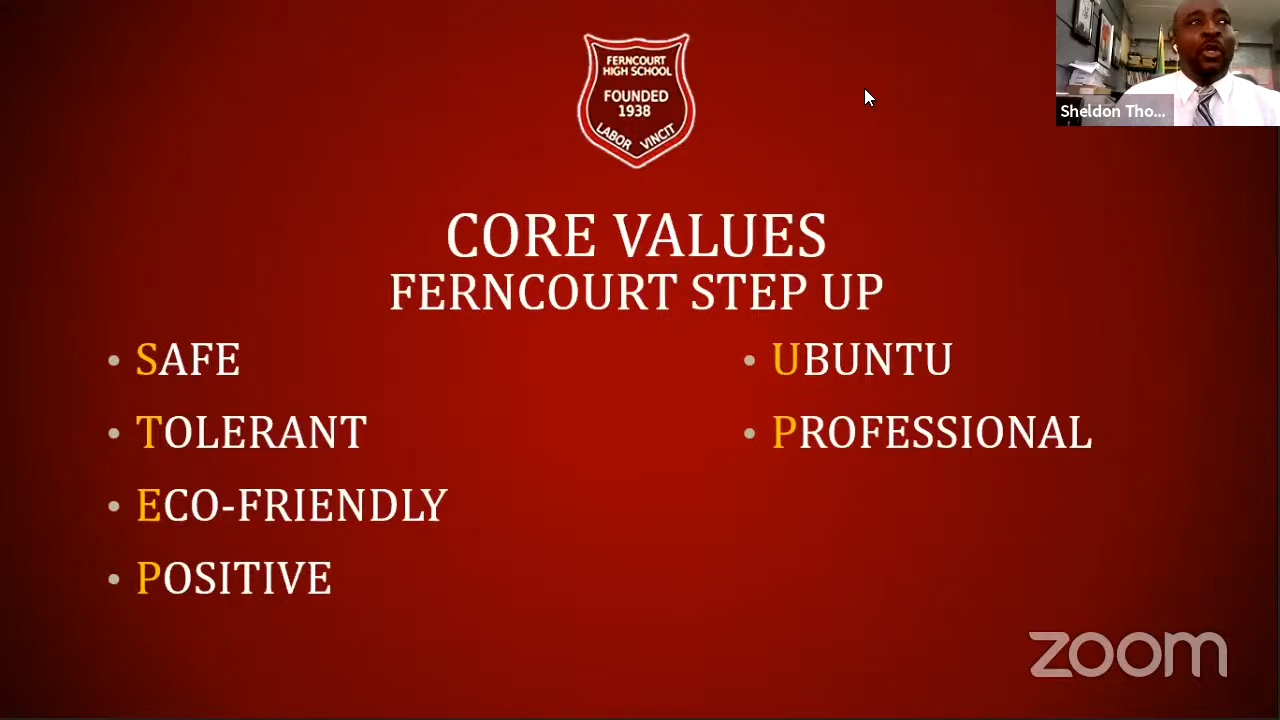 FERNCOURT
HIGH SCHOOL
FOUNDED
1938
LABOR VINCIT
Sheldon Tho...
CORE VALUES
FERNCOURT STEP UP
• SAFE
• TOLERANT
• ECO-FRIENDLY
• POSITIVE
• UBUNTU
• PROFESSIONAL
zoom